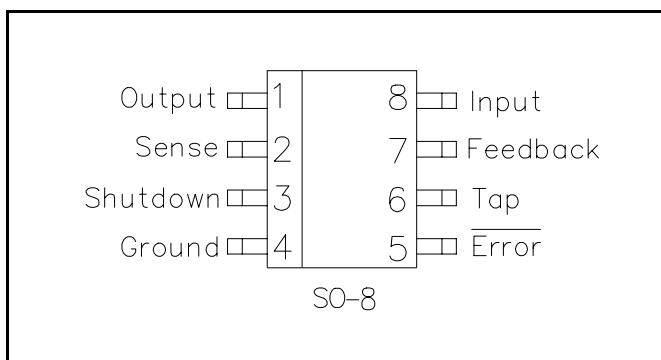 Output 1 8 Input
Sense 2 7 Feedback
Shutdown 3 6 Tap
Ground 4 5 Error
SO-8